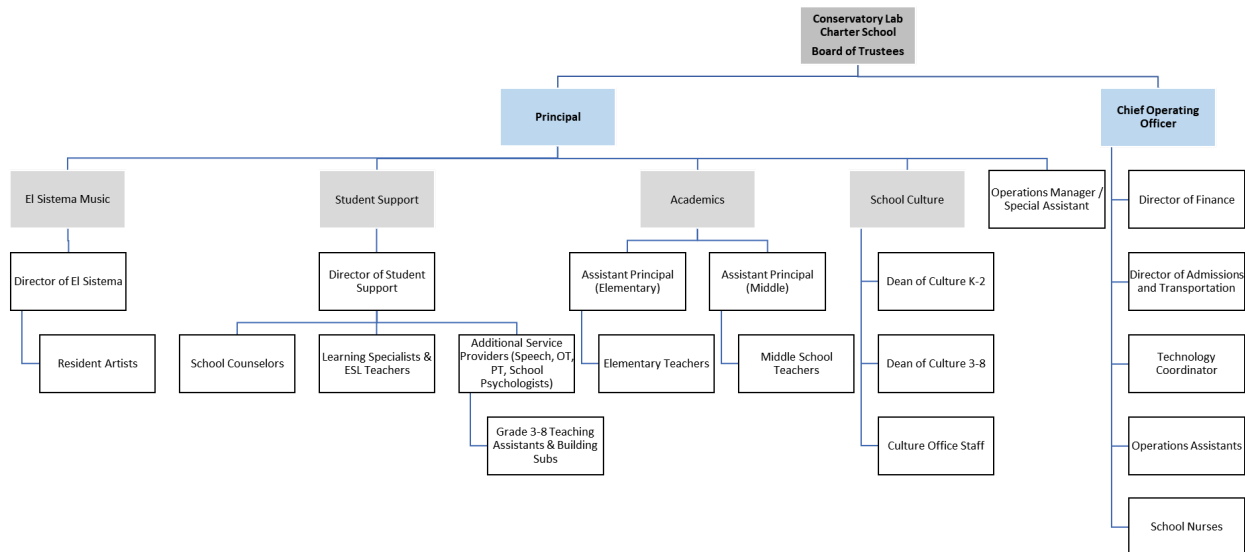 Conservatory Lab
Charter School
Board of Trustees
Principal
Chief Operating
Officer
El Sistema Music
Student Support
Academics
School Culture
Operations Manager /
Special Assistant
Director of Finance
Director of El Sistema
Director of Student
Support
Assistant Principal
(Elementary)
Assistant Principal
(Middle)
Dean of Culture K-2
Director of Admissions
and Transportation
Resident Artists
School Counselors
Learning Specialists &
ESL Teachers
Additional Service
Providers (Speech, OT,
PT, School
Psychologists)
Elementary Teachers
Middle School
Teachers
Dean of Culture 3-8
Technology
Coordinator
Grade 3-8 Teaching
Assistants & Building
Subs
Culture Office Staff
Operations Assistants
School Nurses